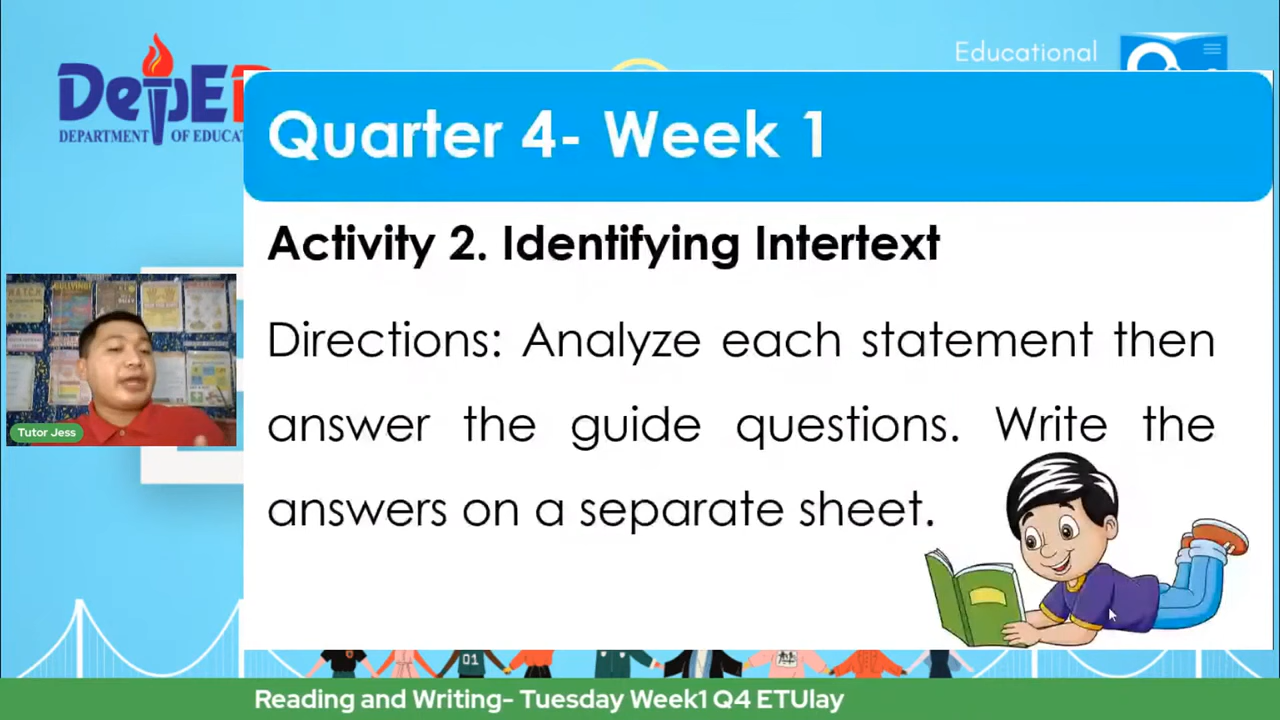 Educational
DepED
DEPARTMENT OF EDUCAT
Quarter 4- Week 1
Activity 2. Identifying Intertext
Directions: Analyze each statement then
answer the guide questions. Write the
answers on a separate sheet.
Tutor Jess
01
Reading and Writing- Tuesday Week1 Q4 ETUlay